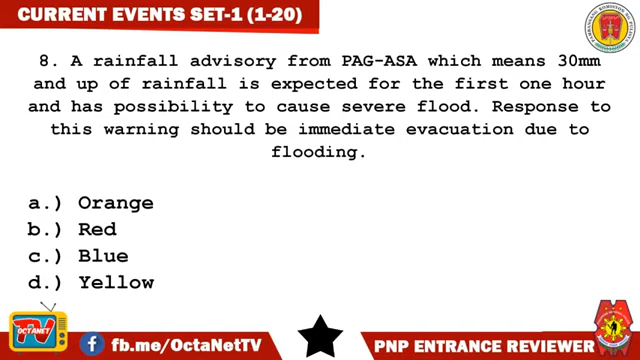 CURRENT EVENTS SET-1 (1-20)
8. A rainfall advisory from PAG-ASA which means 30mm
and up of rainfall is expected for the first one hour
and has possibility to cause severe flood. Response to
this warning should be immediate evacuation due to
flooding.
a.) Orange
b.) Red
c.) Blue
d.) Yellow
TV
OCTANET
fb.me/OctaNetTV
PNP ENTRANCE REVIEWER